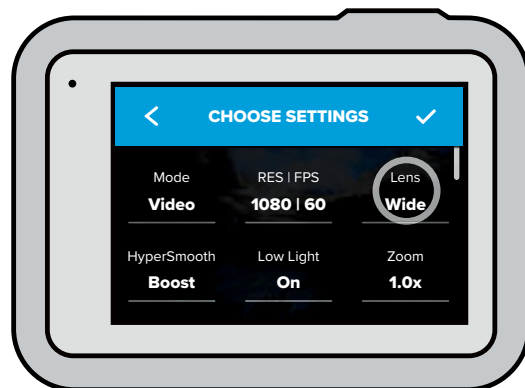 CHOOSE SETTINGS
Mode RES | FPS Lens
Video 1080 | 60 Wide
HyperSmooth Low Light Zoom
Boost On 1.0x